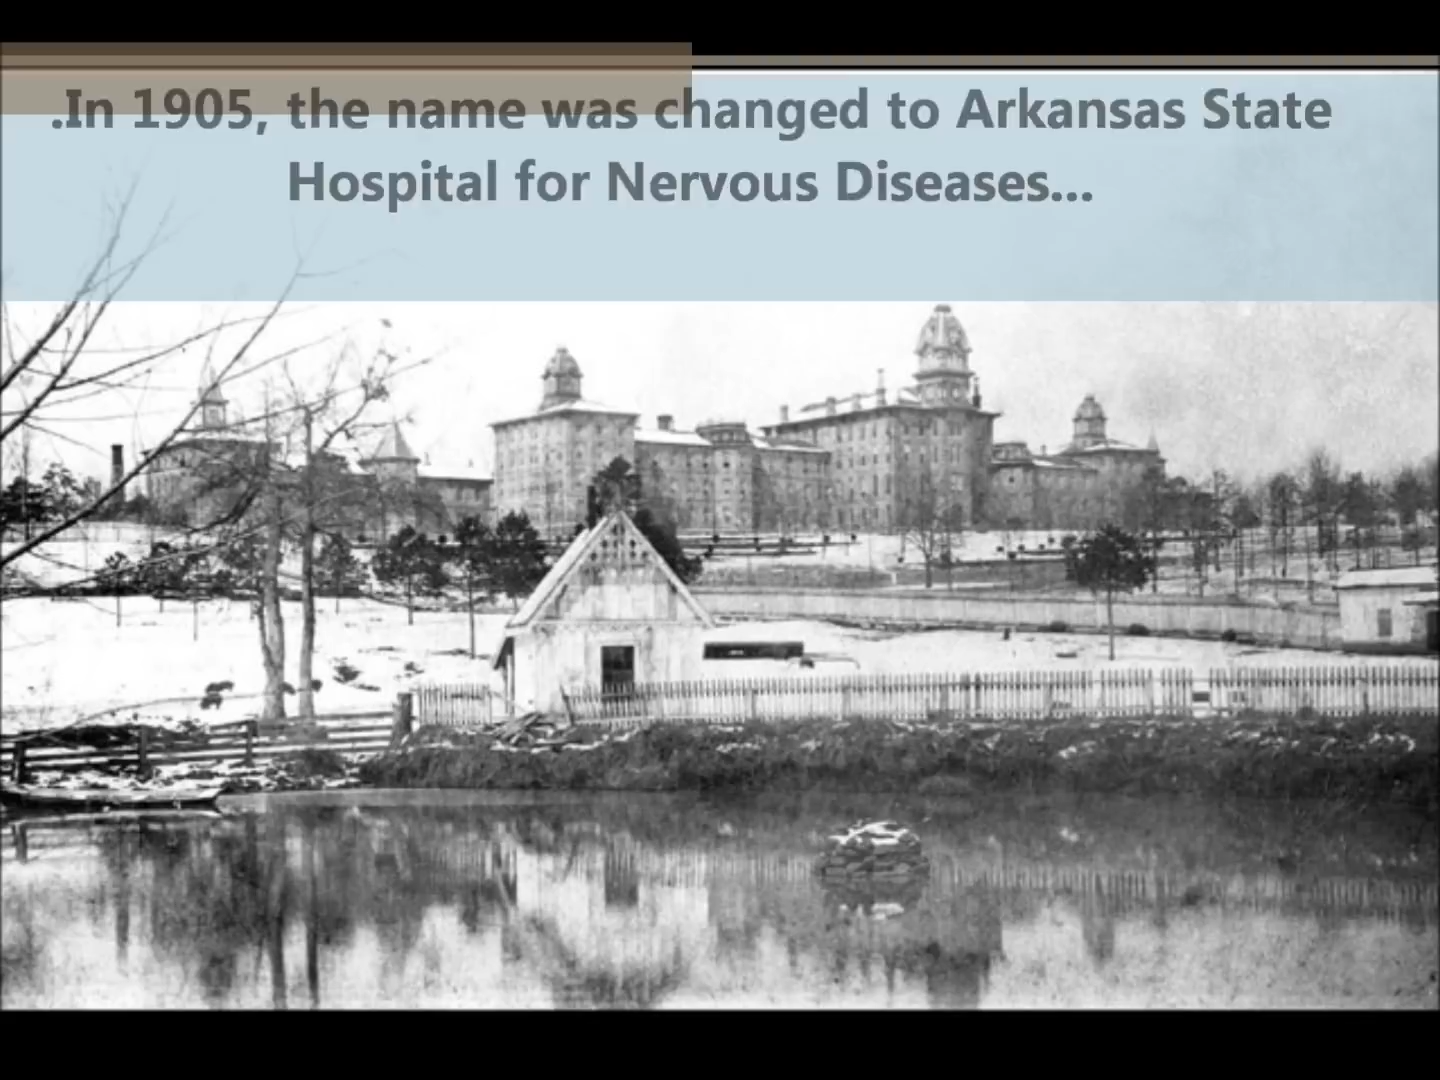 .In 1905, the name was changed to Arkansas State
Hospital for Nervous Diseases...